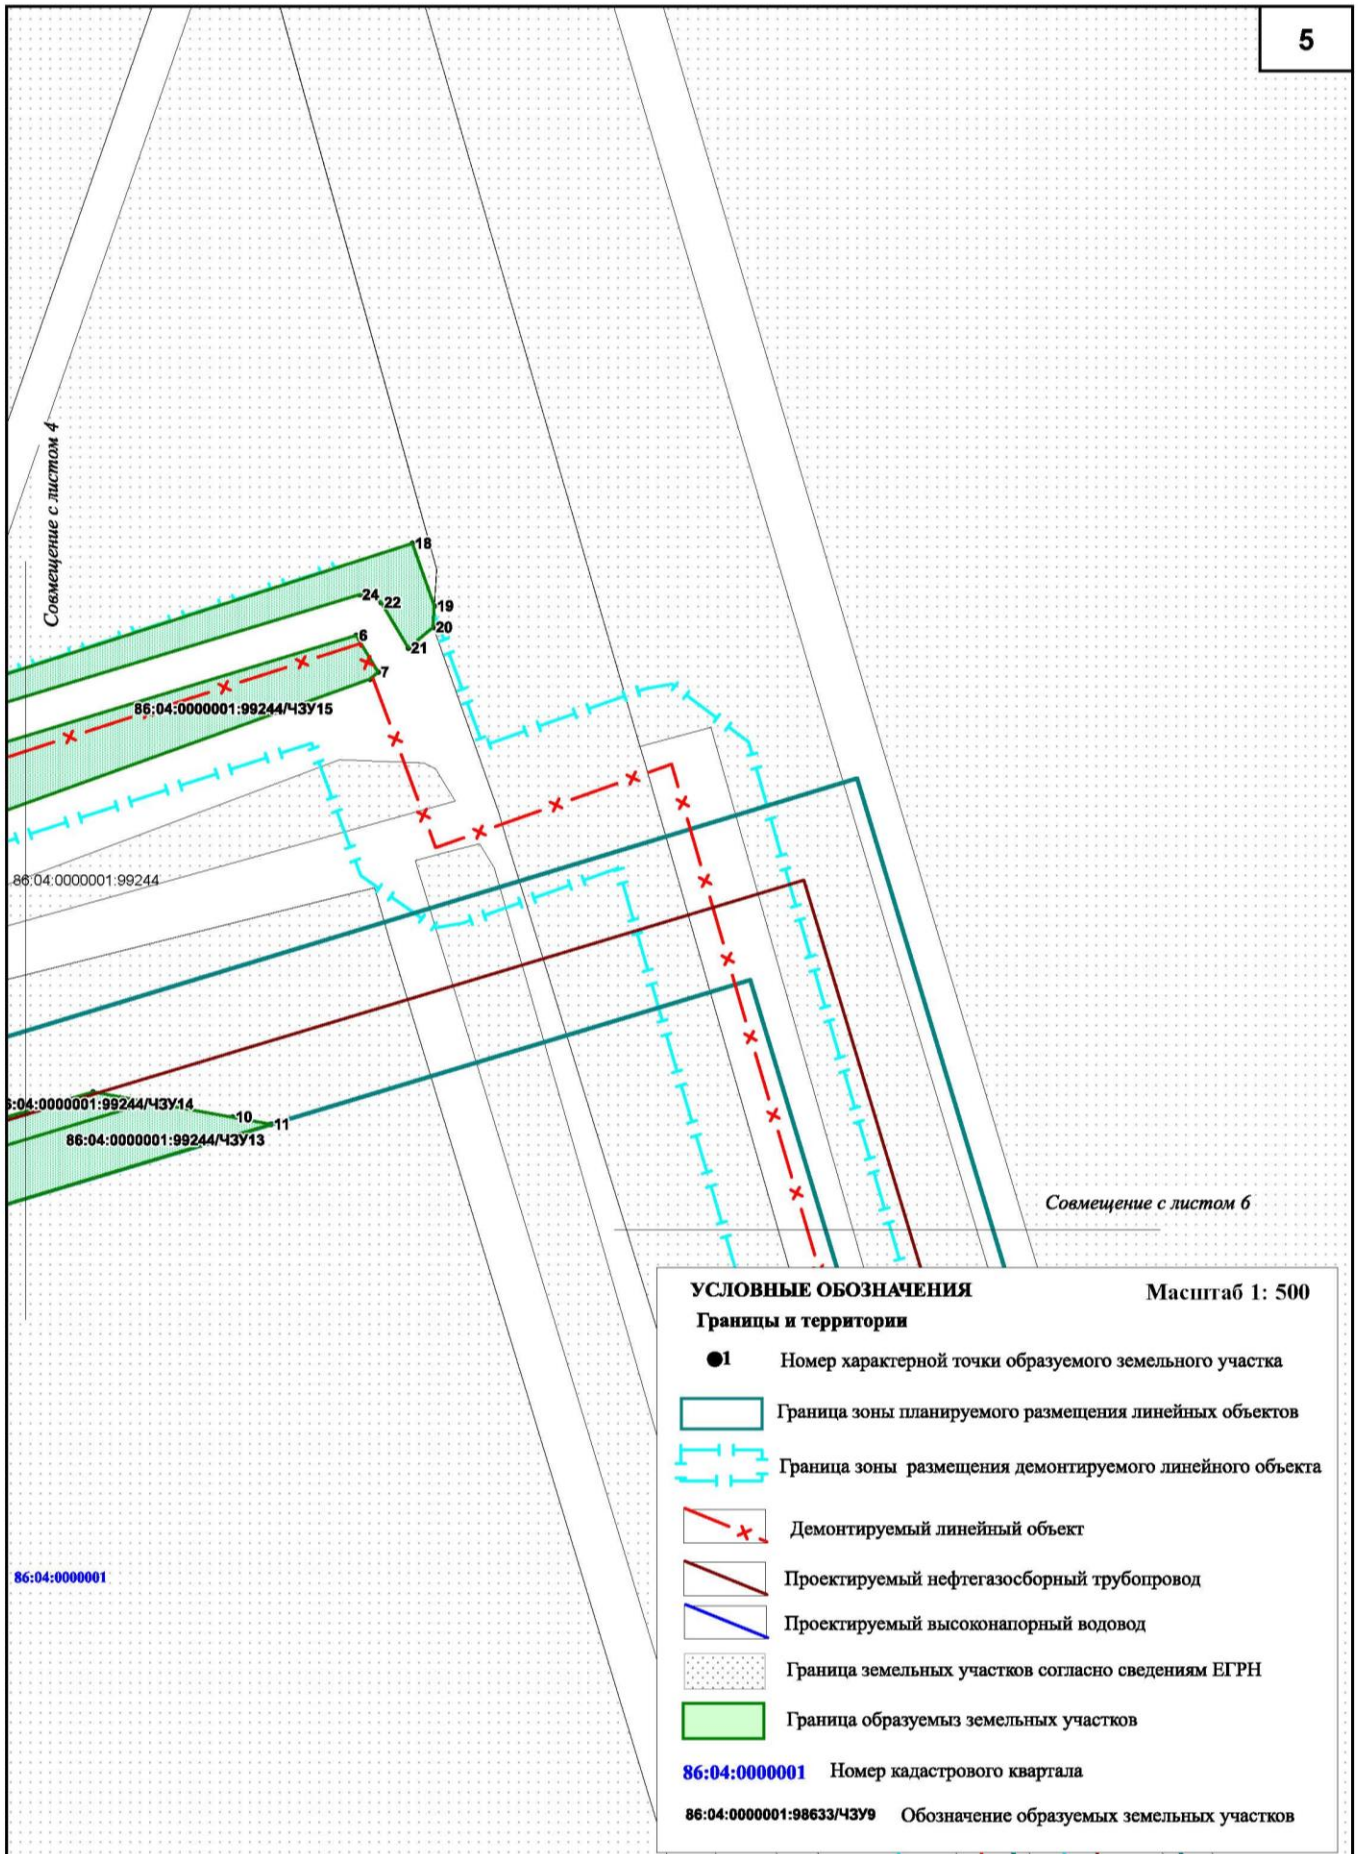 5
Совмещение с листом 4
18
24
22
19
20
6
21
7
86:04:0000001:99244/ЧЗУ15
86:04:0000001:99244
6:04:0000001:99244/ЧЗУ14
10
11
86:04:0000001:99244/ЧЗУ13
Совмещение с листом 6
УСЛОВНЫЕ ОБОЗНАЧЕНИЯ
Масштаб 1: 500
Границы и территории
1 Номер характерной точки образуемого земельного участка
Граница зоны планируемого размещения линейных объектов
Граница зоны размещения демонтируемого линейного объекта
Демонтируемый линейный объект
Проектируемый нефтегазосборный трубопровод
86:04:0000001
Проектируемый высоконапорный водовод
Граница земельных участков согласно сведениям ЕГРН
Граница образуемыз земельных участков
86:04:0000001 Номер кадастрового квартала
86:04:0000001:98633/ЧЗУ9 Обозначение образуемых земельных участков